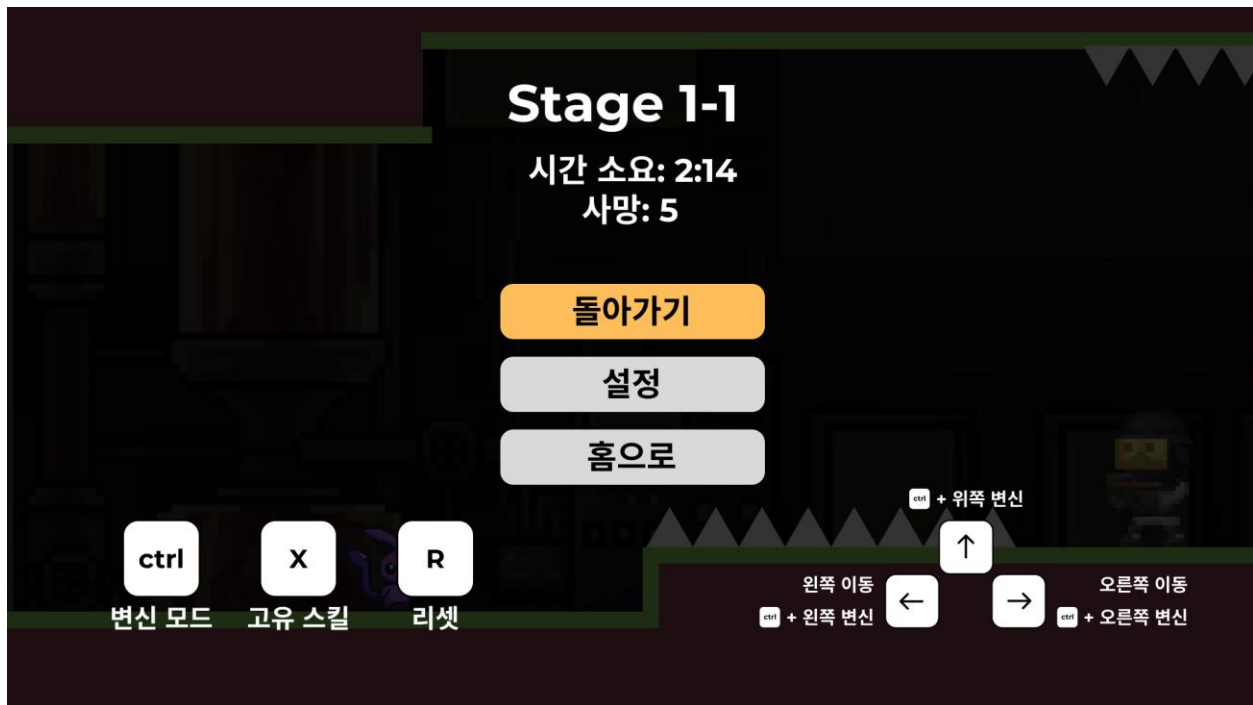 Stage 1-1
시간 소요: 2:14
사망: 5
돌아가기
설정
홈으로
ctrl
변신 모드
X
고유 스킬
R
리셋
ctrl + 위쪽 변신
↑
왼쪽 이동
ctrl + 왼쪽 변신
←
→
오른쪽 이동
ctrl + 오른쪽 변신